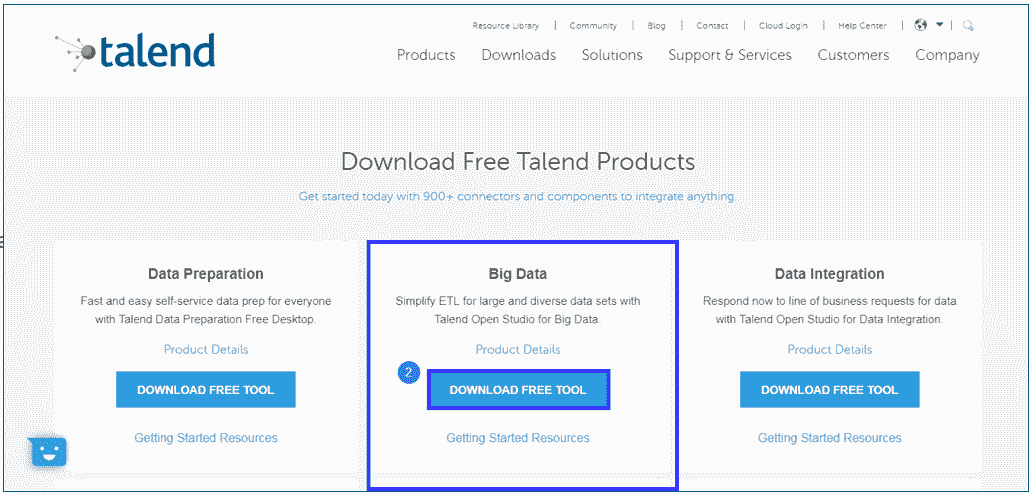 Resource Library | Community | Blog | Contact | Cloud Login | Help Center |
talend
Products Downloads Solutions Support & Services Customers Company
Download Free Talend Products
Get started today with 900+ connectors and components to integrate anything.
Data Preparation
Fast and easy self-service data prep for everyone
with Talend Data Preparation Free Desktop.
Product Details
DOWNLOAD FREE TOOL
Getting Started Resources
Big Data
Simplify ETL for large and diverse data sets with
Talend Open Studio for Big Data.
Product Details
2
DOWNLOAD FREE TOOL
Getting Started Resources
Data Integration
Respond now to line of business requests for data
with Talend Open Studio for Data Integration.
Product Details
DOWNLOAD FREE TOOL
Getting Started Resources